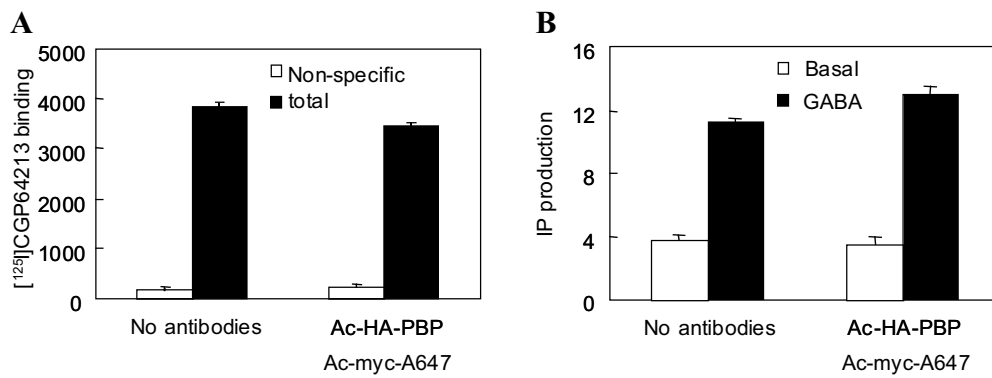 A
[¹²⁵I]CGP64213 binding
5000
4000
3000
2000
1000
0
Non-specific
total
No antibodies
Ac-HA-PBP
Ac-myc-A647
B
IP production
16
12
8
4
0
Basal
GABA
No antibodies
Ac-HA-PBP
Ac-myc-A647